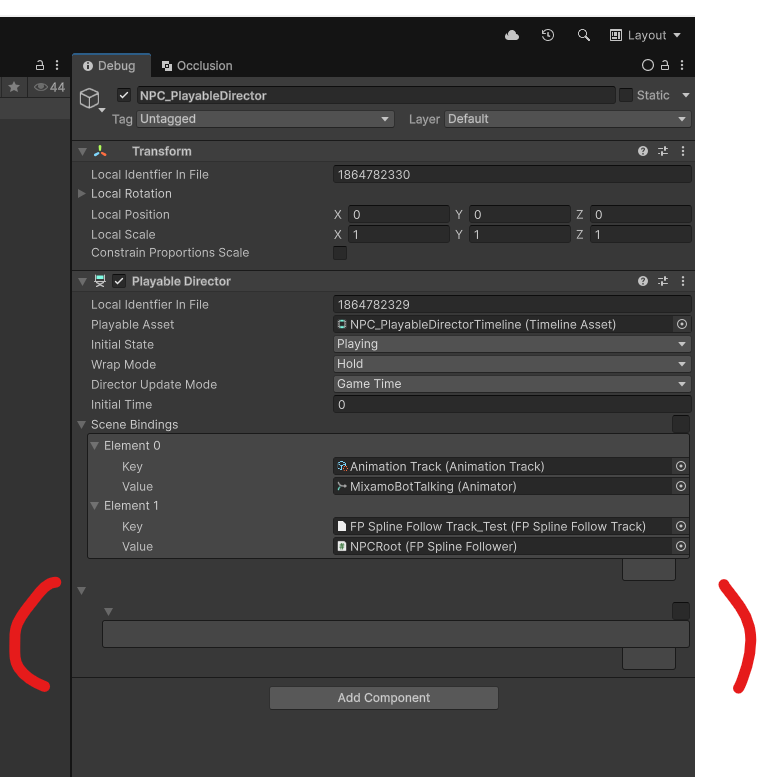 Layout
Debug
Occlusion
44
NPC_PlayableDirector
Static
Tag Untagged
Layer Default
Transform
Local Identfier In File 1864782330
Local Rotation
Local Position X 0 Y 0 Z 0
Local Scale X 1 Y 1 Z 1
Constrain Proportions Scale
Playable Director
Local Identfier In File 1864782329
Playable Asset NPC_PlayableDirectorTimeline (Timeline Asset)
Initial State Playing
Wrap Mode Hold
Director Update Mode Game Time
Initial Time 0
Scene Bindings
Element 0
Key Animation Track (Animation Track)
Value MixamoBotTalking (Animator)
Element 1
Key FP Spline Follow Track_Test (FP Spline Follow Track)
Value NPCRoot (FP Spline Follower)
Add Component